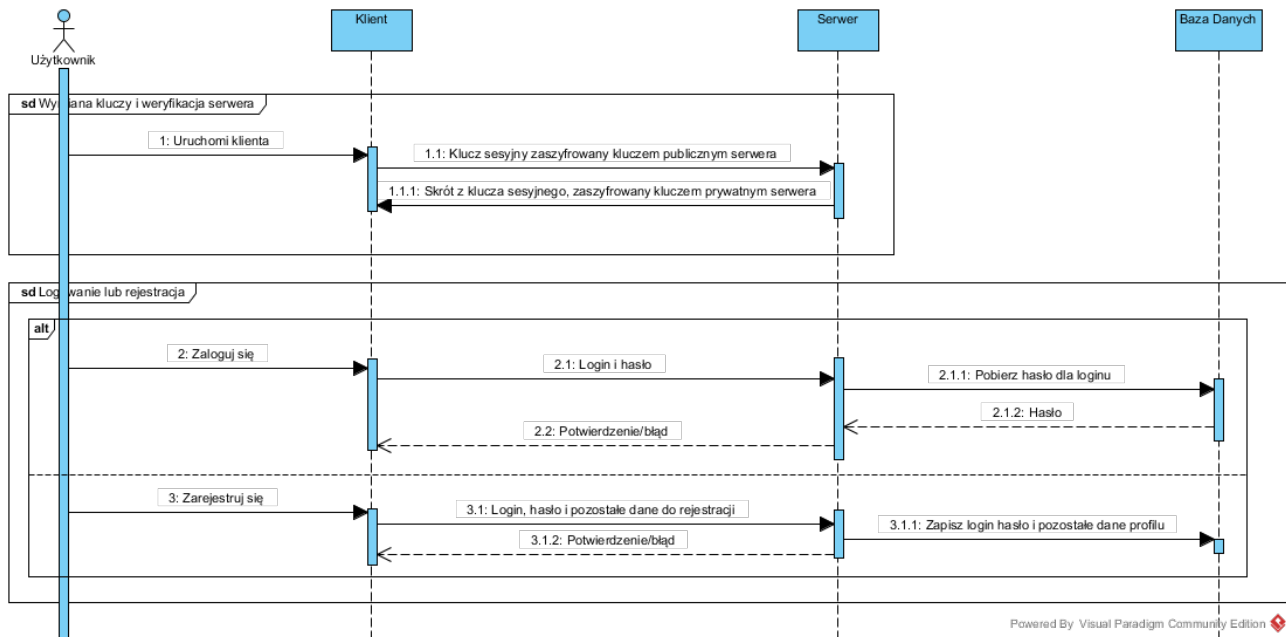 Klient
Serwer
Baza Danych
Użytkownik
sd Wymiana kluczy i weryfikacja serwera
1: Uruchomi klienta
1.1: Klucz sesyjny zaszyfrowany kluczem publicznym serwera
1.1.1: Skrót z klucza sesyjnego, zaszyfrowany kluczem prywatnym serwera
sd Logowanie lub rejestracja
alt
2: Zaloguj się
2.1: Login i hasło
2.1.1: Pobierz hasło dla loginu
2.1.2: Hasło
2.2: Potwierdzenie/błąd
3: Zarejestruj się
3.1: Login, hasło i pozostałe dane do rejestracji
3.1.1: Zapisz login hasło i pozostałe dane profilu
3.1.2: Potwierdzenie/błąd
Powered By Visual Paradigm Community Edition